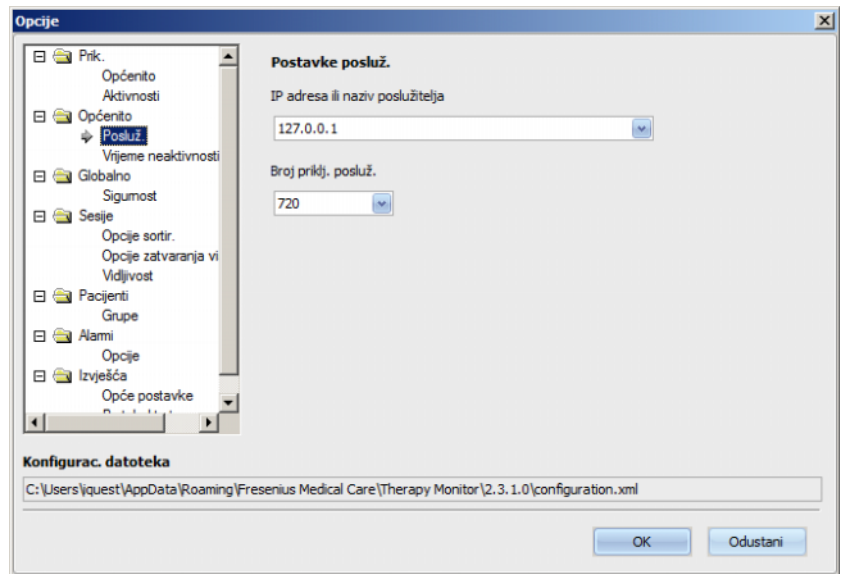 Opcije
Prik.
Općenito
Aktivnosti
Općenito
Posluž.
Vrijeme neaktivnosti
Globalno
Sigurnost
Sesije
Opcije sortir.
Opcije zatvaranja vi
Vidljivost
Pacijenti
Grupe
Alarmi
Opcije
Izvješća
Opće postavke
Postavke posluž.
IP adresa ili naziv poslužitelja
127.0.0.1
Broj priklj. posluž.
720
Konfigurac. datoteka
C:\Users\iquest\AppData\Roaming\Fresenius Medical Care\Therapy Monitor\2.3.1.0\configuration.xml
OK
Odustani